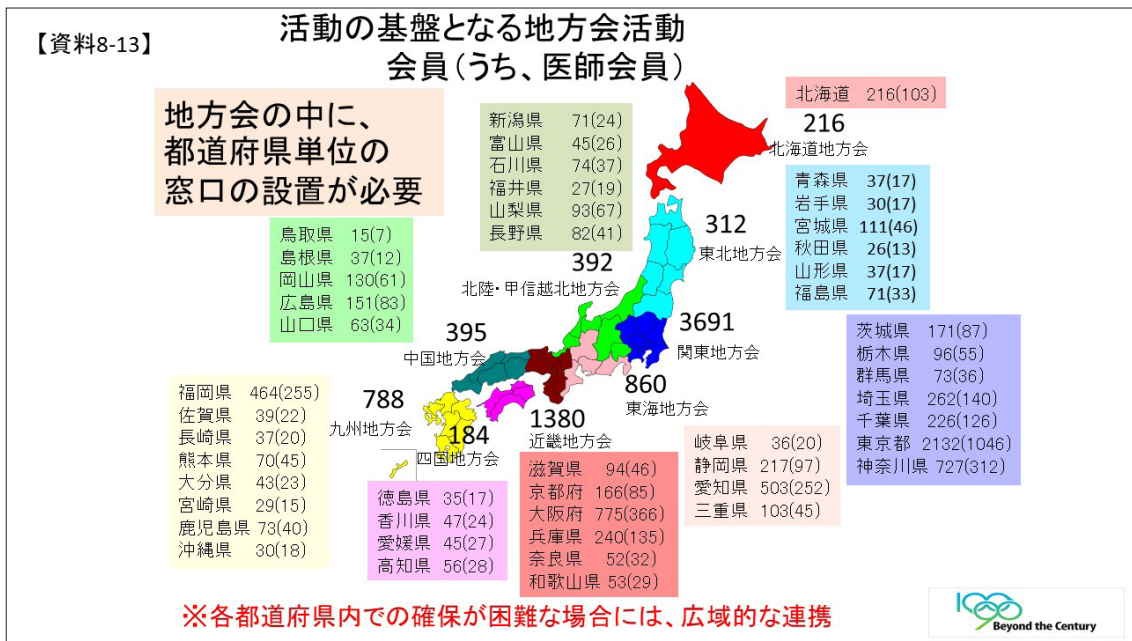 【資料8-13】
活動の基盤となる地方会活動
会員(うち、医師会員)
地方会の中に、
都道府県単位の
窓口の設置が必要
北海道 216(103)
216
北海道地方会
新潟県 71(24)
富山県 45(26)
石川県 74(37)
福井県 27(19)
山梨県 93(67)
長野県 82(41)
392
北陸・甲信越北地方会
青森県 37(17)
岩手県 30(17)
宮城県 111(46)
秋田県 26(13)
山形県 37(17)
福島県 71(33)
312
東北地方会
鳥取県 15(7)
島根県 37(12)
岡山県 130(61)
広島県 151(83)
山口県 63(34)
395
中国地方会
3691
関東地方会
茨城県 171(87)
栃木県 96(55)
群馬県 73(36)
埼玉県 262(140)
千葉県 226(126)
東京都 2132(1046)
神奈川県 727(312)
860
東海地方会
岐阜県 36(20)
静岡県 217(97)
愛知県 503(252)
三重県 103(45)
福岡県 464(255)
佐賀県 39(22)
長崎県 37(20)
熊本県 70(45)
大分県 43(23)
宮崎県 29(15)
鹿児島県 73(40)
沖縄県 30(18)
788
九州地方会
184
四国地方会
徳島県 35(17)
香川県 47(24)
愛媛県 45(27)
高知県 56(28)
1380
近畿地方会
滋賀県 94(46)
京都府 166(85)
大阪府 775(366)
兵庫県 240(135)
奈良県 52(32)
和歌山県 53(29)
※各都道府県内での確保が困難な場合には、広域的な連携
Beyond the Century